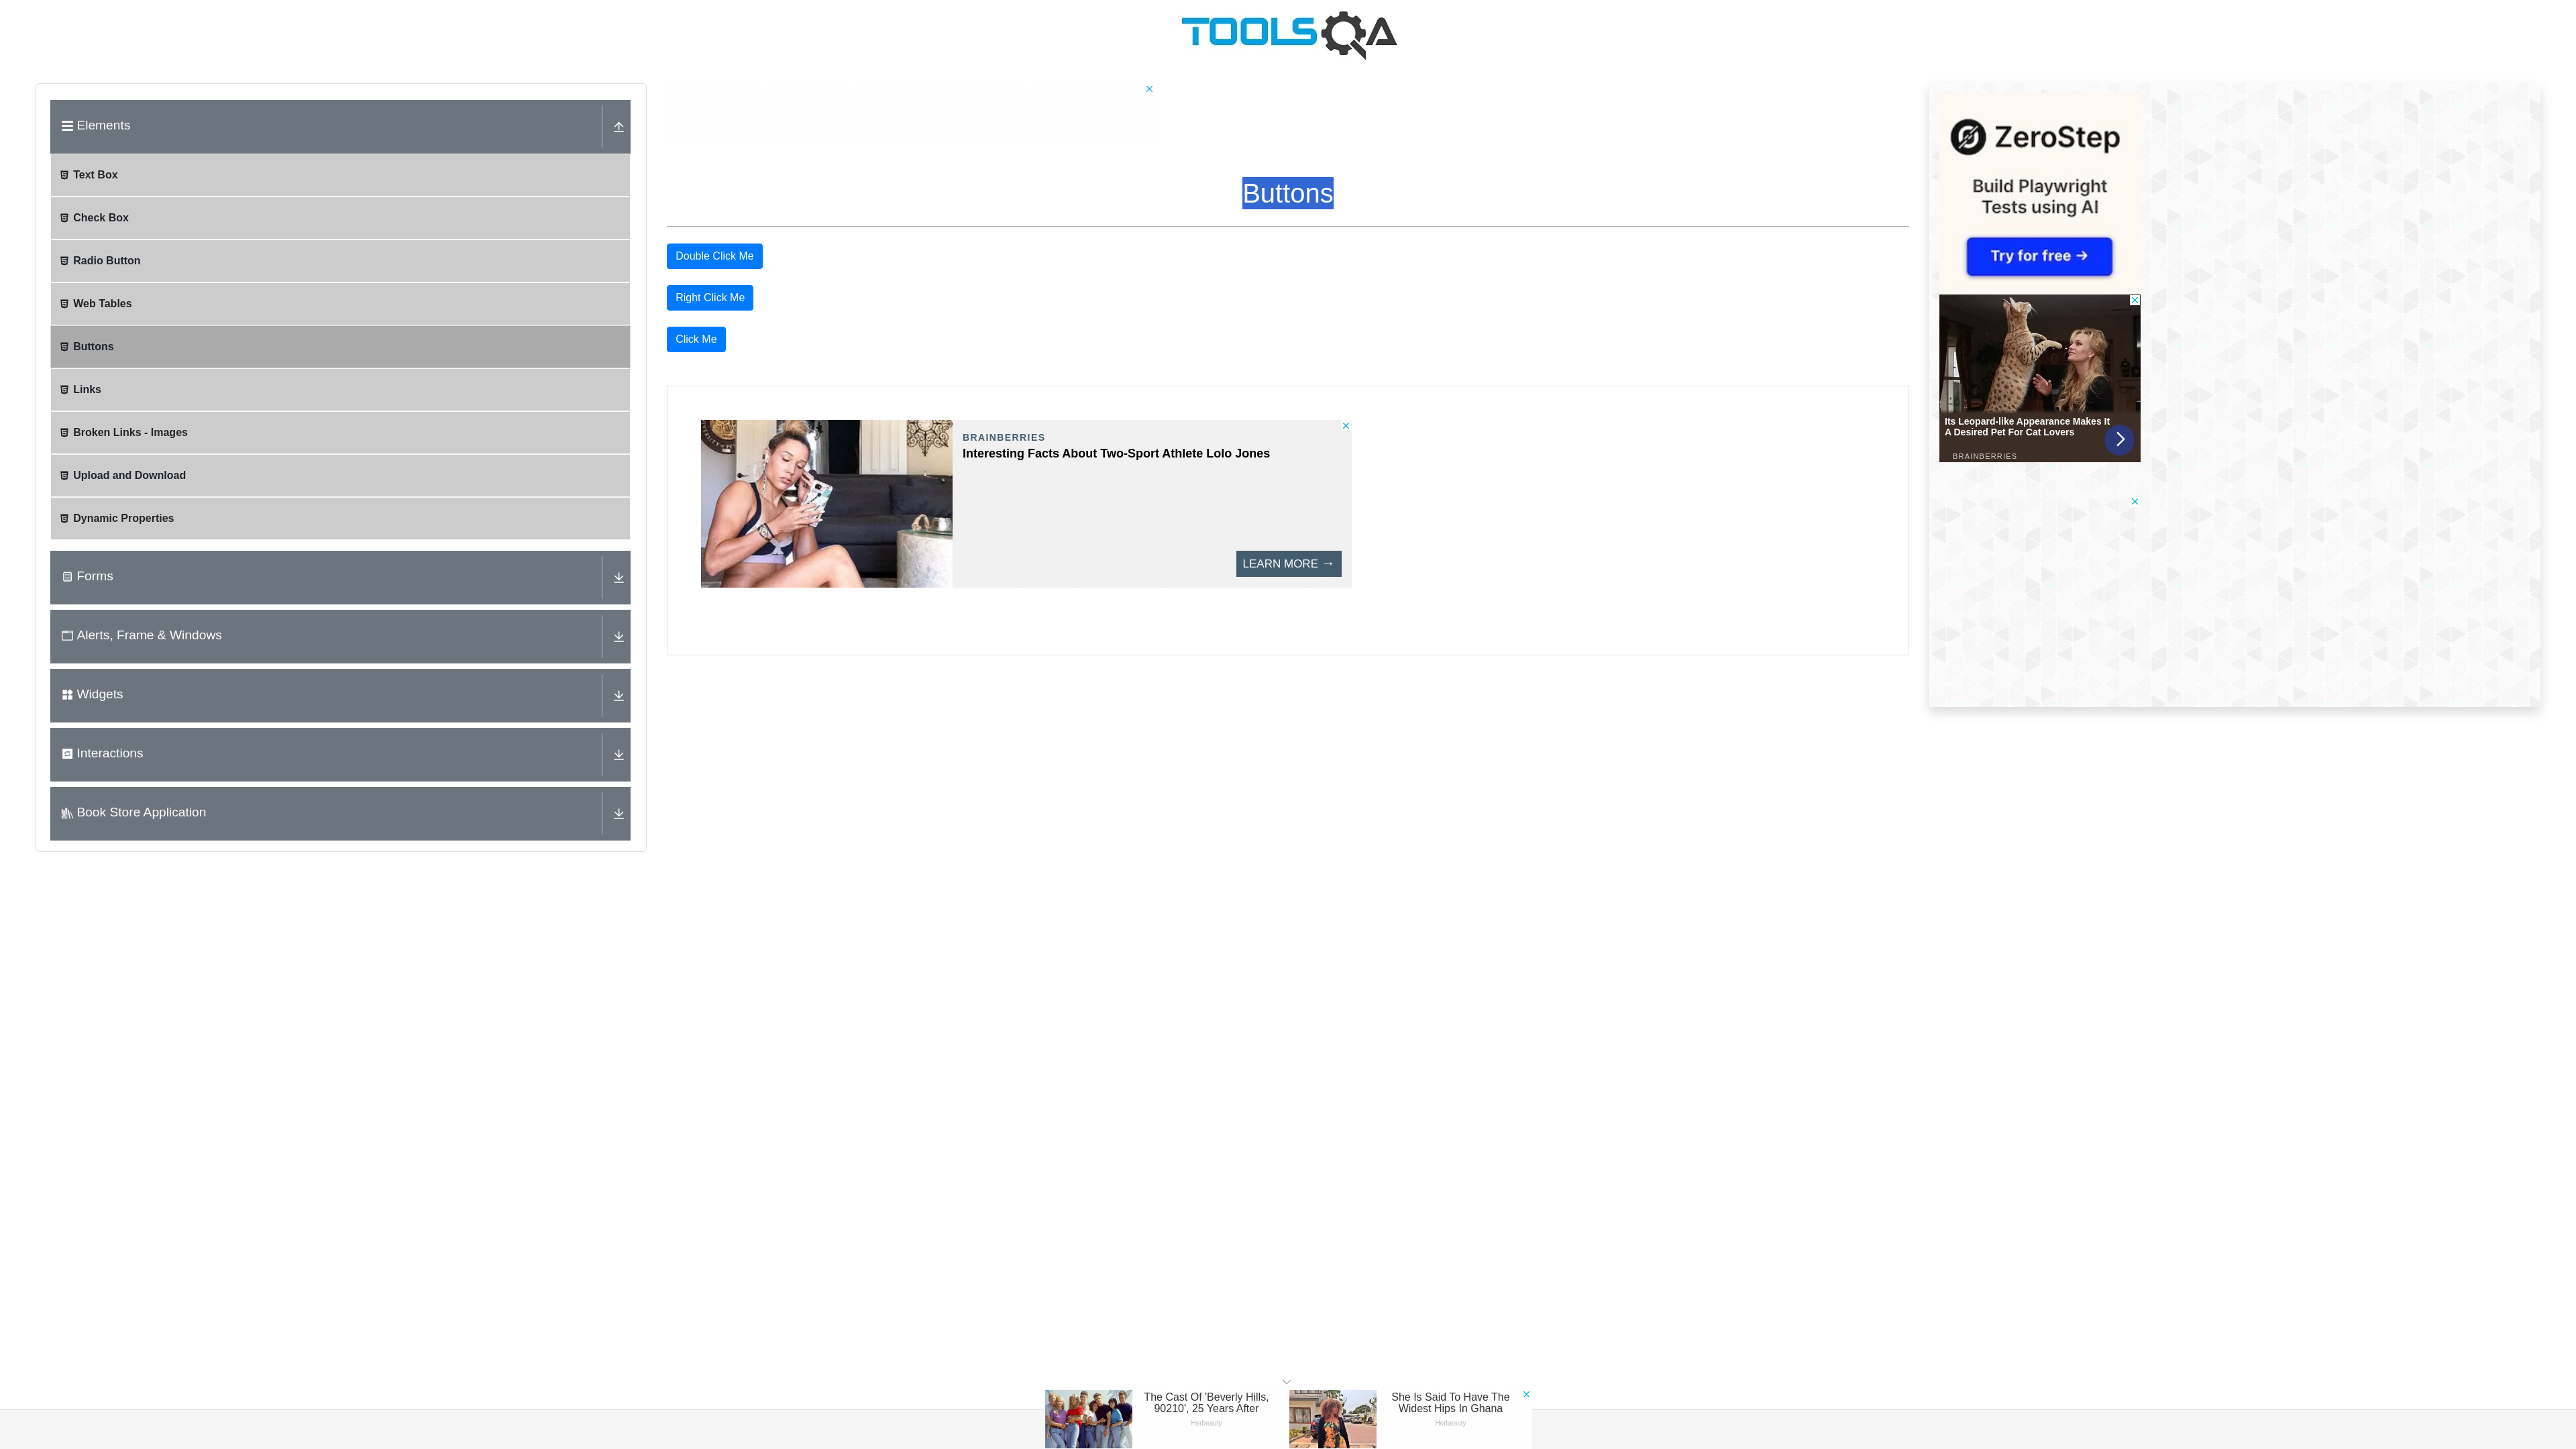 TOOLSQA
Elements
Text Box
Check Box
Radio Button
Web Tables
Buttons
Links
Broken Links - Images
Upload and Download
Dynamic Properties
Forms
Alerts, Frame & Windows
Widgets
Interactions
Book Store Application
Buttons
Double Click Me
Right Click Me
Click Me
BRAINBERRIES
Interesting Facts About Two-Sport Athlete Lolo Jones
LEARN MORE →
ZeroStep
Build Playwright
Tests using AI
Try for free →
Its Leopard-like Appearance Makes It
A Desired Pet For Cat Lovers
BRAINBERRIES
The Cast Of 'Beverly Hills,
90210', 25 Years After
Herbeauty
She Is Said To Have The
Widest Hips In Ghana
Herbeauty